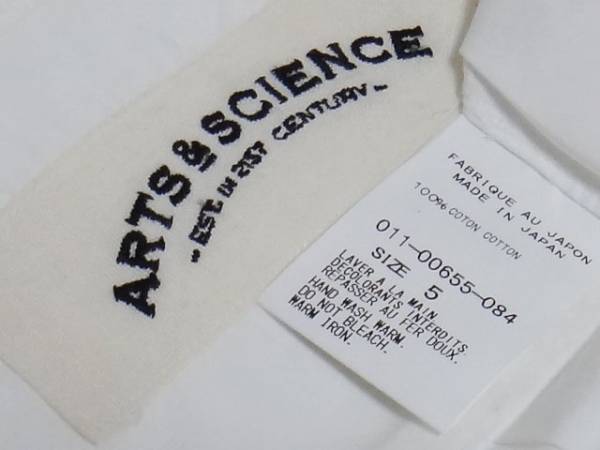 ARTS&SCIENCE
- EST. IN 21ST CENTURY. -
FABRIQUE AU JAPON
MADE IN JAPAN
100% COTON COTTON
011-00655-084
SIZE 5
LAVER A LA MAIN
DECOLORANTS INTERDITS.
REPASSER AU FER DOUX.
HAND WASH WARM.
DO NOT BLEACH.
WARM IRON.